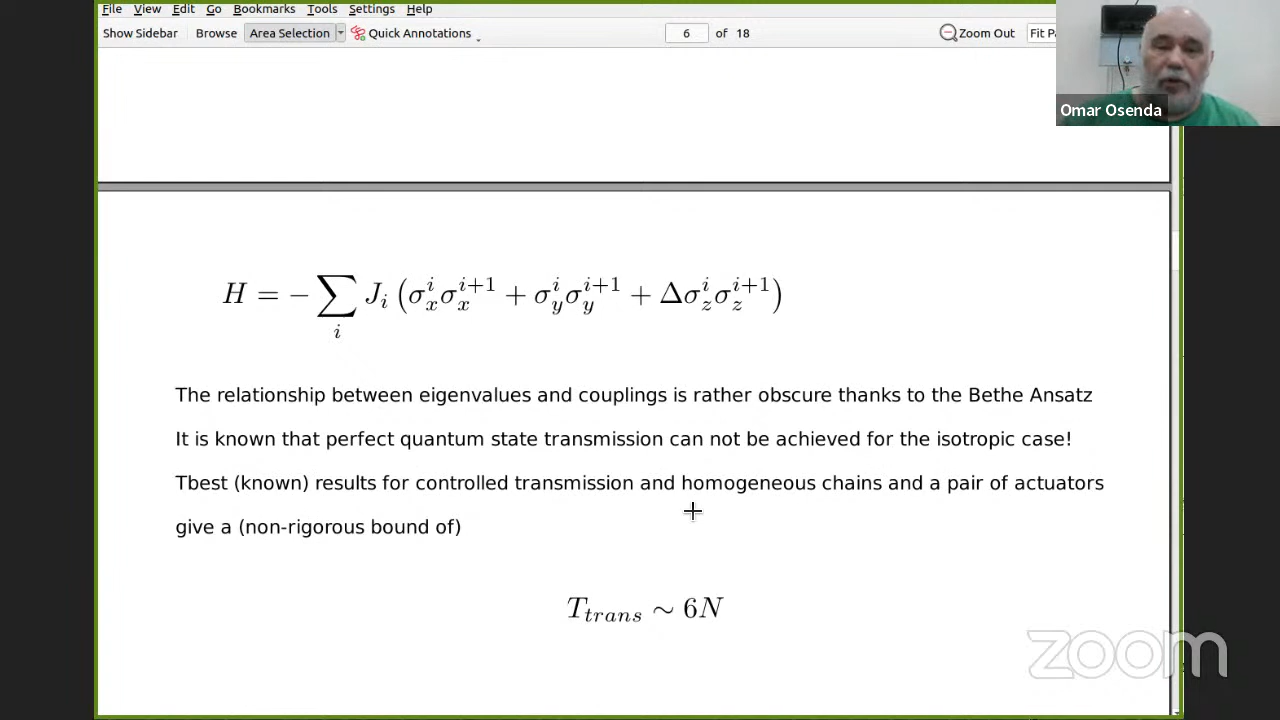 File Edit View Go Bookmarks Tools Settings Help
Show Sidebar Browse Area Selection Quick Annotations 6 of 18 Zoom Out Fit Pa
Omar Osenda
H = − ∑_i J_i (σ_x^i σ_x^{i+1} + σ_y^i σ_y^{i+1} + Δσ_z^i σ_z^{i+1})
The relationship between eigenvalues and couplings is rather obscure thanks to the Bethe Ansatz
It is known that perfect quantum state transmission can not be achieved for the isotropic case!
Tbest (known) results for controlled transmission and homogeneous chains and a pair of actuators
give a (non-rigorous bound of)
T_{trans} ∼ 6N
zoom